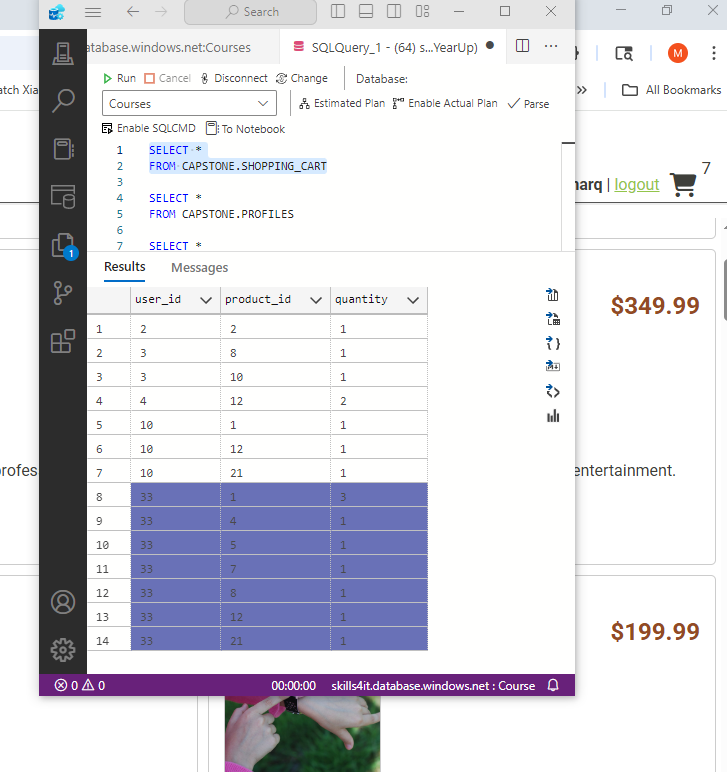 Search
atabase.windows.net:Courses
SQLQuery_1 - (64) s...YearUp)
Run Cancel Disconnect Change Database:
Courses
Estimated Plan Enable Actual Plan Parse
Enable SQLCMD To Notebook
1 SELECT *
2 FROM CAPSTONE.SHOPPING_CART
3
4 SELECT *
5 FROM CAPSTONE.PROFILES
6
7 SELECT *
Results Messages
user_id product_id quantity
1 2 2 1
2 3 8 1
3 3 10 1
4 4 12 2
5 10 1 1
6 10 12 1
7 10 21 1
8 33 1 3
9 33 4 1
10 33 5 1
11 33 7 1
12 33 8 1
13 33 12 1
14 33 21 1
1
0 0 00:00:00 skills4it.database.windows.net : Course
M
atch Xia
» All Bookmarks
narq | logout 7
$349.99
rofes
entertainment.
$199.99